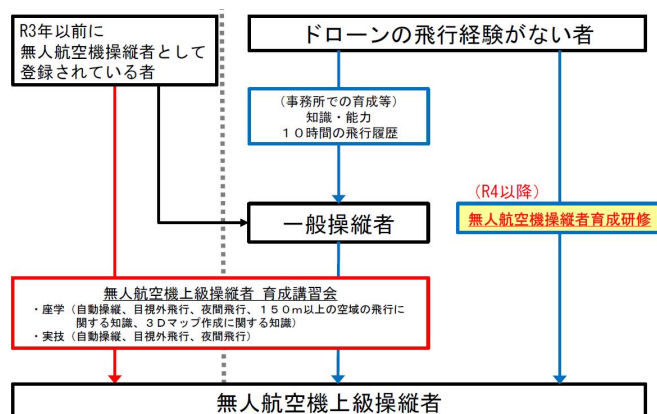 R3年以前に
無人航空機操縦者として
登録されている者
ドローンの飛行経験がない者
(事務所での育成等)
知識・能力
10時間の飛行履歴
(R4以降)
無人航空機操縦者育成研修
一般操縦者
無人航空機上級操縦者 育成講習会
・座学(自動操縦、目視外飛行、夜間飛行、150m以上の空域の飛行に
関する知識、3Dマップ作成に関する知識)
・実技(自動操縦、目視外飛行、夜間飛行)
無人航空機上級操縦者